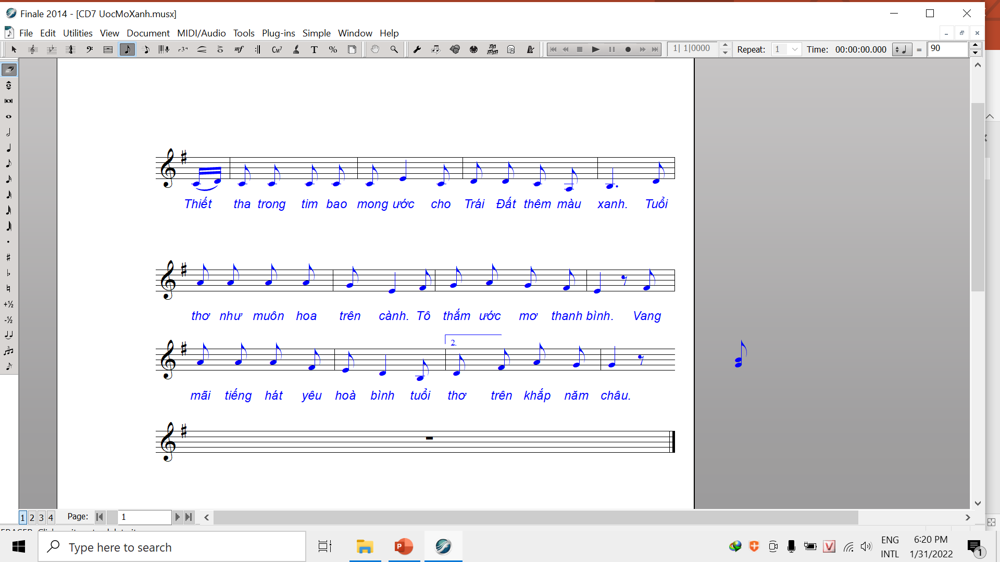 Finale 2014 - [CD7 UocMoXanh.musx]
File Edit Utilities View Document MIDI/Audio Tools Plug-ins Simple Window Help
1| 1|0000 Repeat: 1 Time: 00:00:00.000 = 90
Thiết tha trong tim bao mong ước cho Trái Đất thêm màu xanh. Tuổi
thơ như muôn hoa trên cành. Tô thắm ước mơ thanh bình. Vang
2.
mãi tiếng hát yêu hoà bình tuổi thơ trên khắp năm châu.
1 2 3 4 Page: 1
Type here to search
ENG 6:20 PM
INTL 1/31/2022
1